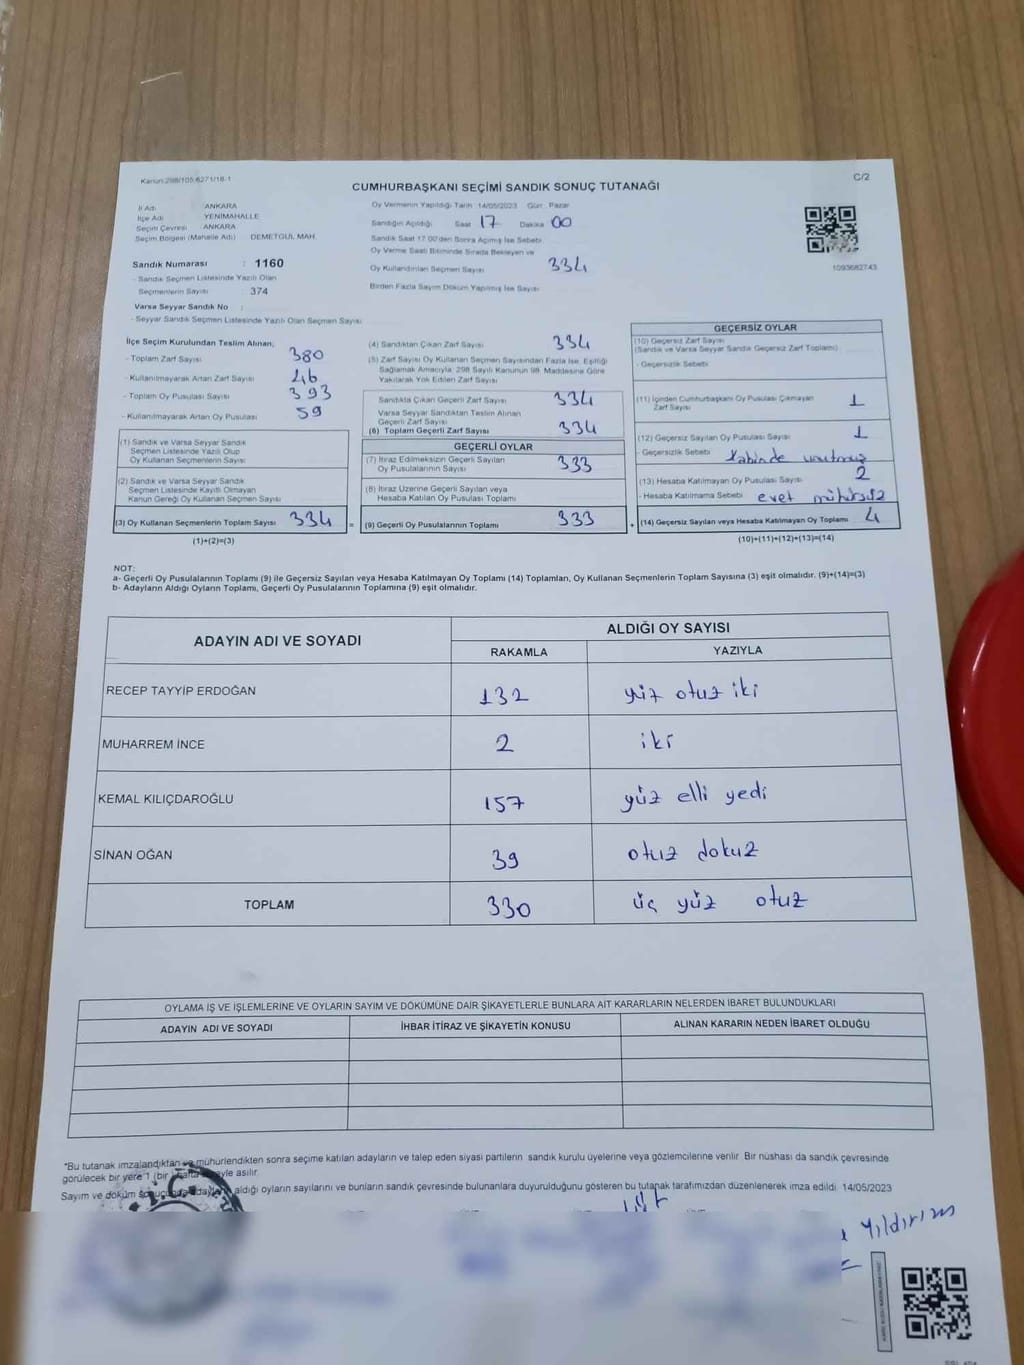 Kanun:298/105:6271/18-1
C/2
CUMHURBAŞKANI SEÇİMİ SANDIK SONUÇ TUTANAĞI
İl Adı : ANKARA
İlçe Adı : YENİMAHALLE
Seçim Çevresi : ANKARA
Seçim Bölgesi (Mahalle Adı) : DEMETGÜL MAH.
Sandık Numarası : 1160
- Sandık Seçmen Listesinde Yazılı Olan
Seçmenlerin Sayısı : 374
Varsa Seyyar Sandık No :
- Seyyar Sandık Seçmen Listesinde Yazılı Olan Seçmen Sayısı :
Oy Vermenin Yapıldığı Tarih 14/05/2023 Gün: Pazar
Sandığın Açıldığı Saat 17 Dakika 00
Sandık Saat 17.00'den Sonra Açılmış İse Sebebi
Oy Verme Saati Bitiminde Sırada Bekleyen ve
Oy Kullandırılan Seçmen Sayısı 334
Birden Fazla Sayım Döküm Yapılmış İse Sayısı
1093682743
İlçe Seçim Kurulundan Teslim Alınan;
- Toplam Zarf Sayısı 380
- Kullanılmayarak Artan Zarf Sayısı 46
- Toplam Oy Pusulası Sayısı 393
- Kullanılmayarak Artan Oy Pusulası 59
(1) Sandık ve Varsa Seyyar Sandık
Seçmen Listesinde Yazılı Olup
Oy Kullanan Seçmenlerin Sayısı
(2) Sandık ve Varsa Seyyar Sandık
Seçmen Listesinde Kayıtlı Olmayan
Kanun Gereği Oy Kullanan Seçmen Sayısı
(3) Oy Kullanan Seçmenlerin Toplam Sayısı 334 =
(1)+(2)=(3)
(4) Sandıktan Çıkan Zarf Sayısı 334
(5) Zarf Sayısı Oy Kullanan Seçmen Sayısından Fazla İse, Eşitliği
Sağlamak Amacıyla, 298 Sayılı Kanunun 98. Maddesine Göre
Yakılarak Yok Edilen Zarf Sayısı
Sandıkta Çıkan Geçerli Zarf Sayısı 334
Varsa Seyyar Sandıktan Teslim Alınan
Geçerli Zarf Sayısı
(6) Toplam Geçerli Zarf Sayısı 334
GEÇERLİ OYLAR
(7) İtiraz Edilmeksizin Geçerli Sayılan
Oy Pusulalarının Sayısı 333
(8) İtiraz Üzerine Geçerli Sayılan veya
Hesaba Katılan Oy Pusulası Toplamı
(9) Geçerli Oy Pusulalarının Toplamı 333 +
GEÇERSİZ OYLAR
(10) Geçersiz Zarf Sayısı
(Sandık ve Varsa Seyyar Sandık Geçersiz Zarf Toplamı)
- Geçersizlik Sebebi
(11) İçinden Cumhurbaşkanı Oy Pusulası Çıkmayan
Zarf Sayısı 1
(12) Geçersiz Sayılan Oy Pusulası Sayısı 1
- Geçersizlik Sebebi Kabinde unutmuş
(13) Hesaba Katılmayan Oy Pusulası Sayısı 2
- Hesaba Katılmama Sebebi evet mühürsüz
(14) Geçersiz Sayılan veya Hesaba Katılmayan Oy Toplamı 4
(10)+(11)+(12)+(13)=(14)
NOT:
a- Geçerli Oy Pusulalarının Toplamı (9) ile Geçersiz Sayılan veya Hesaba Katılmayan Oy Toplamı (14) Toplamları, Oy Kullanan Seçmenlerin Toplam Sayısına (3) eşit olmalıdır. (9)+(14)=(3)
b- Adayların Aldığı Oyların Toplamı, Geçerli Oy Pusulalarının Toplamına (9) eşit olmalıdır.
ADAYIN ADI VE SOYADI
ALDIĞI OY SAYISI
RAKAMLA YAZIYLA
RECEP TAYYİP ERDOĞAN 132 yüz otuz iki
MUHARREM İNCE 2 iki
KEMAL KILIÇDAROĞLU 157 yüz elli yedi
SİNAN OĞAN 39 otuz dokuz
TOPLAM 330 üç yüz otuz
OYLAMA İŞ VE İŞLEMLERİNE VE OYLARIN SAYIM VE DÖKÜMÜNE DAİR ŞİKAYETLERLE BUNLARA AİT KARARLARIN NELERDEN İBARET BULUNDUKLARI
ADAYIN ADI VE SOYADI İHBAR İTİRAZ VE ŞİKAYETİN KONUSU ALINAN KARARIN NEDEN İBARET OLDUĞU
*Bu tutanak imzalandıktan ve mühürlendikten sonra seçime katılan adayların ve talep eden siyasi partilerin sandık kurulu üyelerine veya gözlemcilerine verilir. Bir nüshası da sandık çevresinde
görülecek bir yere 1 (bir) hafta süreyle asılır.
Sayım ve döküm sonucunda adayların aldığı oyların sayılarını ve bunların sandık çevresinde bulunanlara duyurulduğunu gösteren bu tutanak tarafımızdan düzenlenerek imza edildi. 14/05/2023
Yıldırım